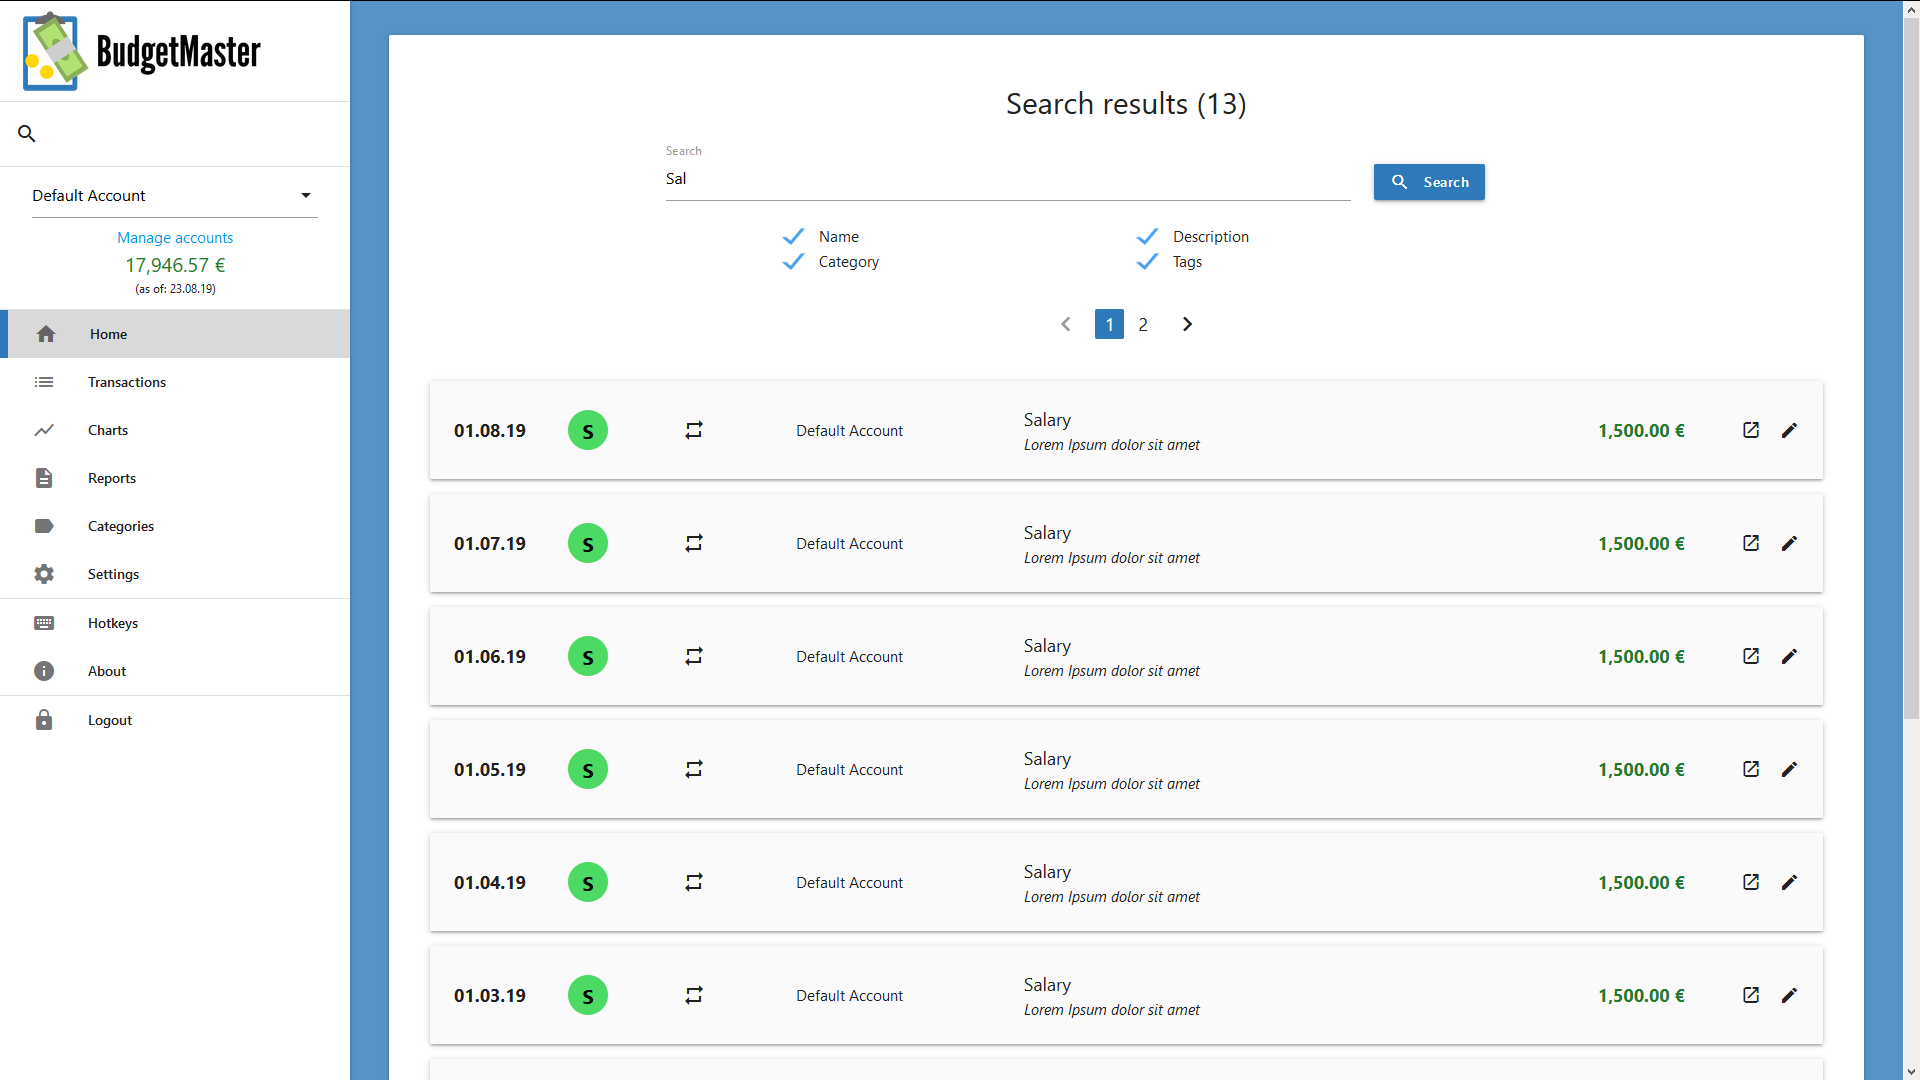 BudgetMaster
Default Account
Manage accounts
17,946.57 €
(as of: 23.08.19)
Home
Transactions
Charts
Reports
Categories
Settings
Hotkeys
About
Logout
Search results (13)
Search
Sal
Search
Name
Description
Category
Tags
1 2
01.08.19 S Default Account Salary 1,500.00 €
Lorem Ipsum dolor sit amet
01.07.19 S Default Account Salary 1,500.00 €
Lorem Ipsum dolor sit amet
01.06.19 S Default Account Salary 1,500.00 €
Lorem Ipsum dolor sit amet
01.05.19 S Default Account Salary 1,500.00 €
Lorem Ipsum dolor sit amet
01.04.19 S Default Account Salary 1,500.00 €
Lorem Ipsum dolor sit amet
01.03.19 S Default Account Salary 1,500.00 €
Lorem Ipsum dolor sit amet